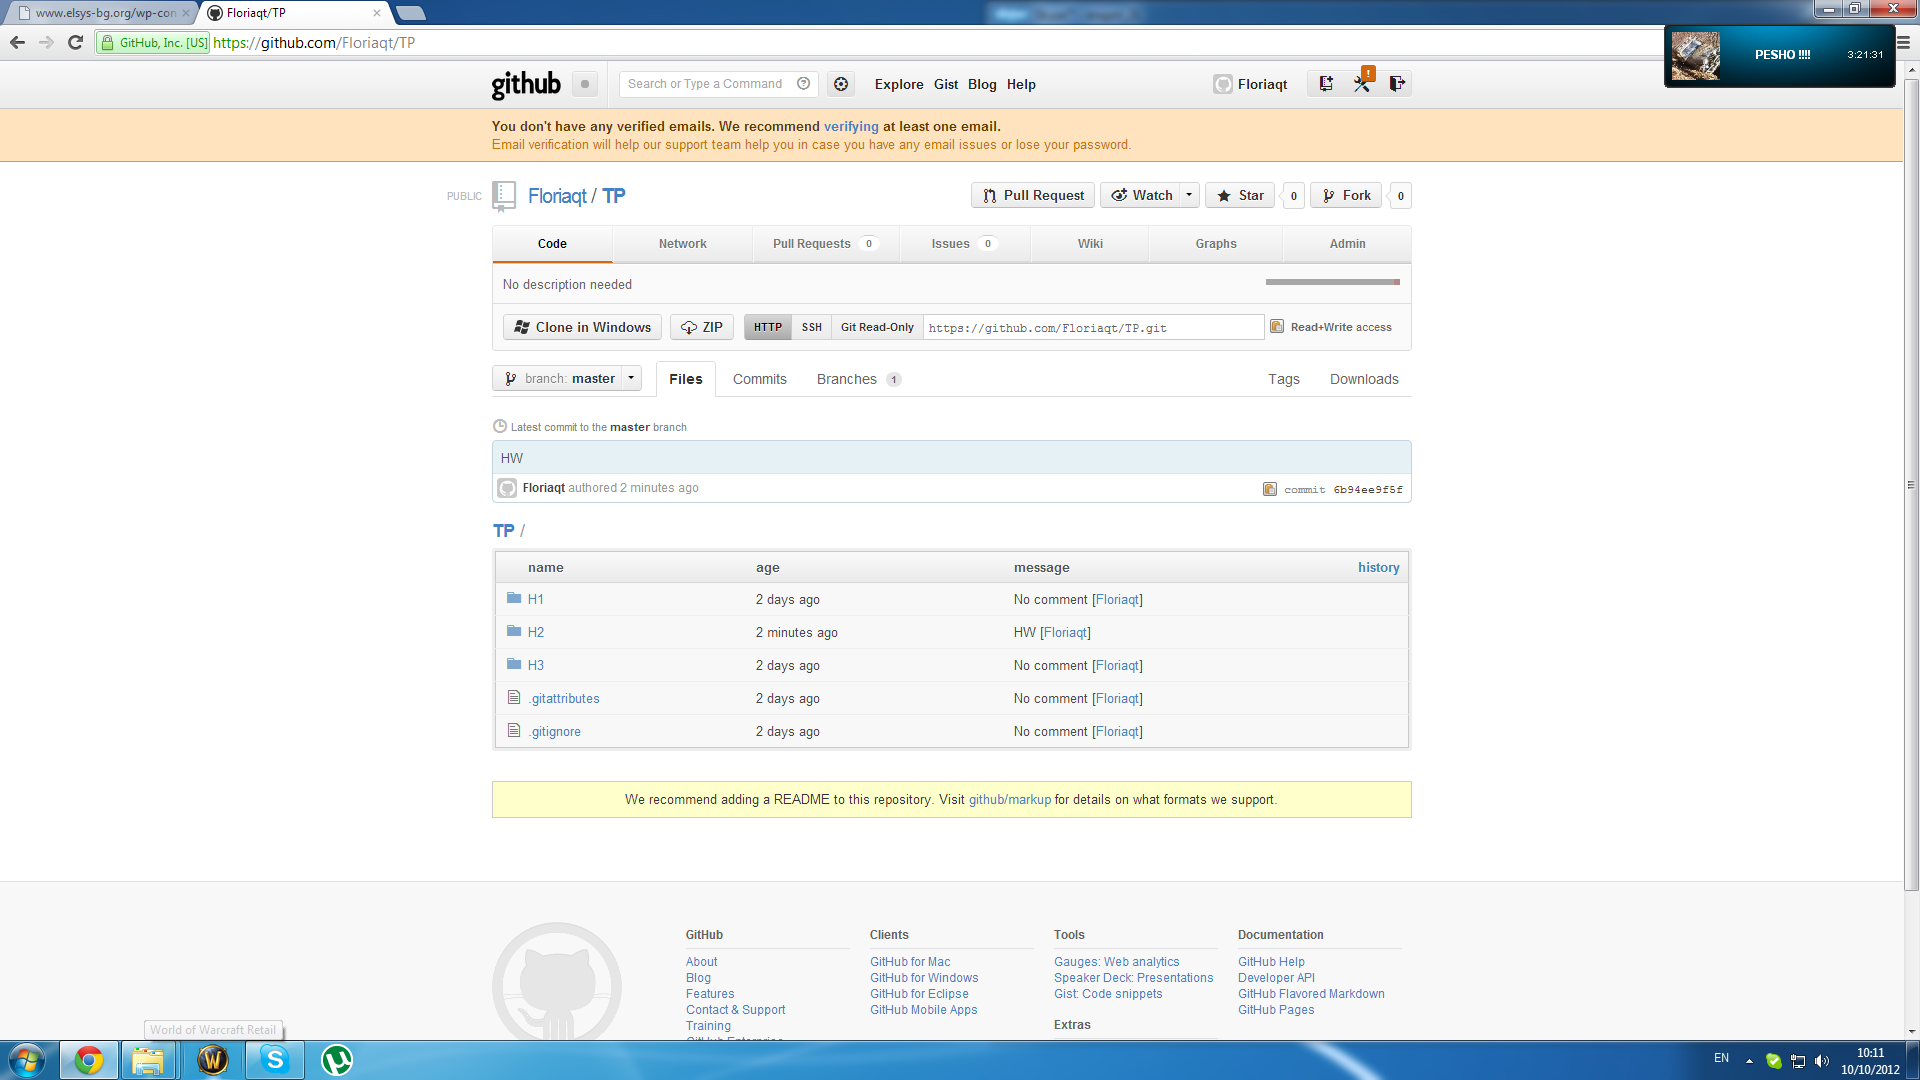 www.elsys-bg.org/wp-con
Floriaqt/TP
GitHub, Inc. [US] https://github.com/Floriaqt/TP
PESHO !!!! 3:21:31
github
Search or Type a Command
Explore Gist Blog Help
Floriaqt
You don't have any verified emails. We recommend verifying at least one email.
Email verification will help our support team help you in case you have any email issues or lose your password.
PUBLIC Floriaqt / TP
Pull Request Watch Star 0 Fork 0
Code Network Pull Requests 0 Issues 0 Wiki Graphs Admin
No description needed
Clone in Windows ZIP HTTP SSH Git Read-Only https://github.com/Floriaqt/TP.git Read+Write access
branch: master Files Commits Branches 1 Tags Downloads
Latest commit to the master branch
HW
Floriaqt authored 2 minutes ago commit 6b94ee9f5f
TP /
name age message history
H1 2 days ago No comment [Floriaqt]
H2 2 minutes ago HW [Floriaqt]
H3 2 days ago No comment [Floriaqt]
.gitattributes 2 days ago No comment [Floriaqt]
.gitignore 2 days ago No comment [Floriaqt]
We recommend adding a README to this repository. Visit github/markup for details on what formats we support.
GitHub
About
Blog
Features
Contact & Support
Training
GitHub Enterprise
Clients
GitHub for Mac
GitHub for Windows
GitHub for Eclipse
GitHub Mobile Apps
Tools
Gauges: Web analytics
Speaker Deck: Presentations
Gist: Code snippets
Extras
Documentation
GitHub Help
Developer API
GitHub Flavored Markdown
GitHub Pages
World of Warcraft Retail
EN
10:11
10/10/2012